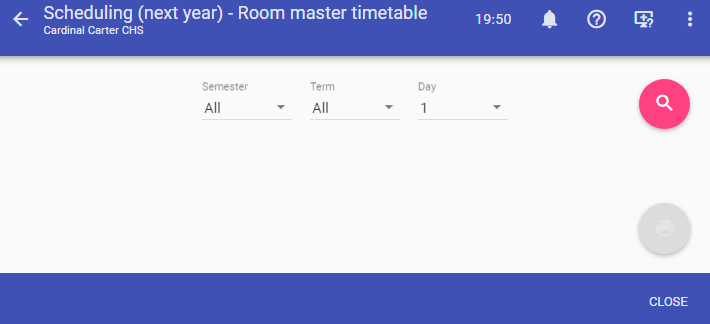 Scheduling (next year) - Room master timetable
Cardinal Carter CHS
19:50
Semester
All
Term
All
Day
1
CLOSE